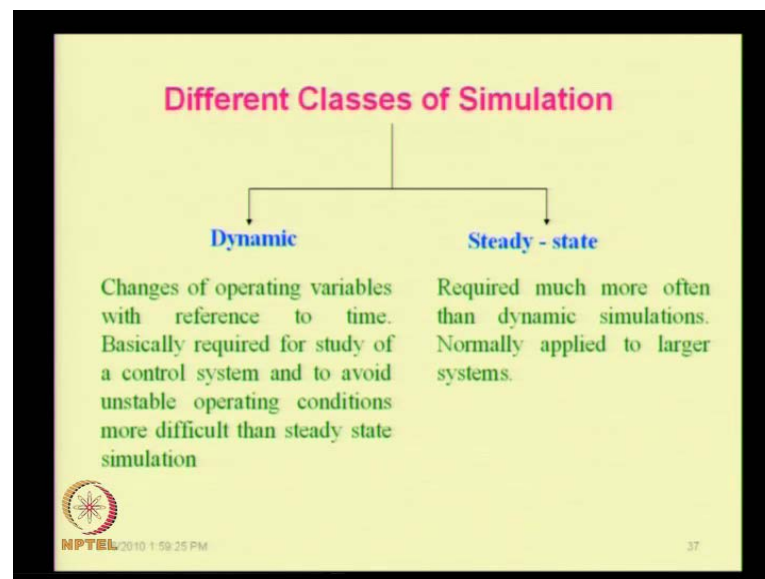 Different Classes of Simulation
Dynamic
Changes of operating variables
with reference to time.
Basically required for study of
a control system and to avoid
unstable operating conditions
more difficult than steady state
simulation
Steady - state
Required much more often
than dynamic simulations.
Normally applied to larger
systems.
NPTEL
/2010 1:59:25 PM
37